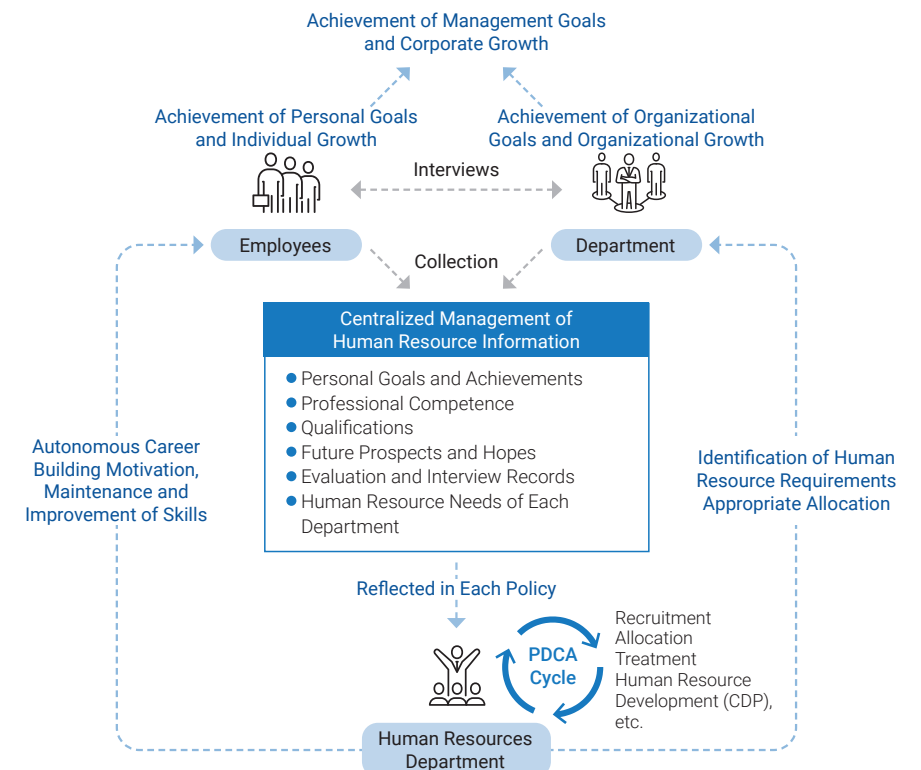 Achievement of Management Goals
and Corporate Growth
Achievement of Personal Goals
and Individual Growth
Achievement of Organizational
Goals and Organizational Growth
Interviews
Employees
Department
Collection
Centralized Management of
Human Resource Information
Personal Goals and Achievements
Professional Competence
Qualifications
Future Prospects and Hopes
Evaluation and Interview Records
Human Resource Needs of Each
Department
Autonomous Career
Building Motivation,
Maintenance and
Improvement of Skills
Identification of Human
Resource Requirements
Appropriate Allocation
Reflected in Each Policy
PDCA
Cycle
Recruitment
Allocation
Treatment
Human Resource
Development (CDP),
etc.
Human Resources
Department